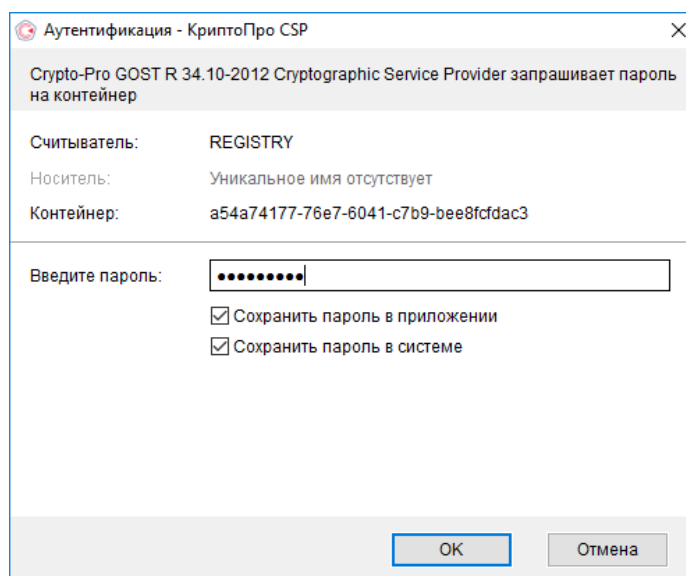 Аутентификация - КриптоПро CSP
Crypto-Pro GOST R 34.10-2012 Cryptographic Service Provider запрашивает пароль
на контейнер
Считыватель: REGISTRY
Носитель: Уникальное имя отсутствует
Контейнер: a54a74177-76e7-6041-c7b9-bee8fcfdac3
Введите пароль: •••••••••
Сохранить пароль в приложении
Сохранить пароль в системе
OK Отмена